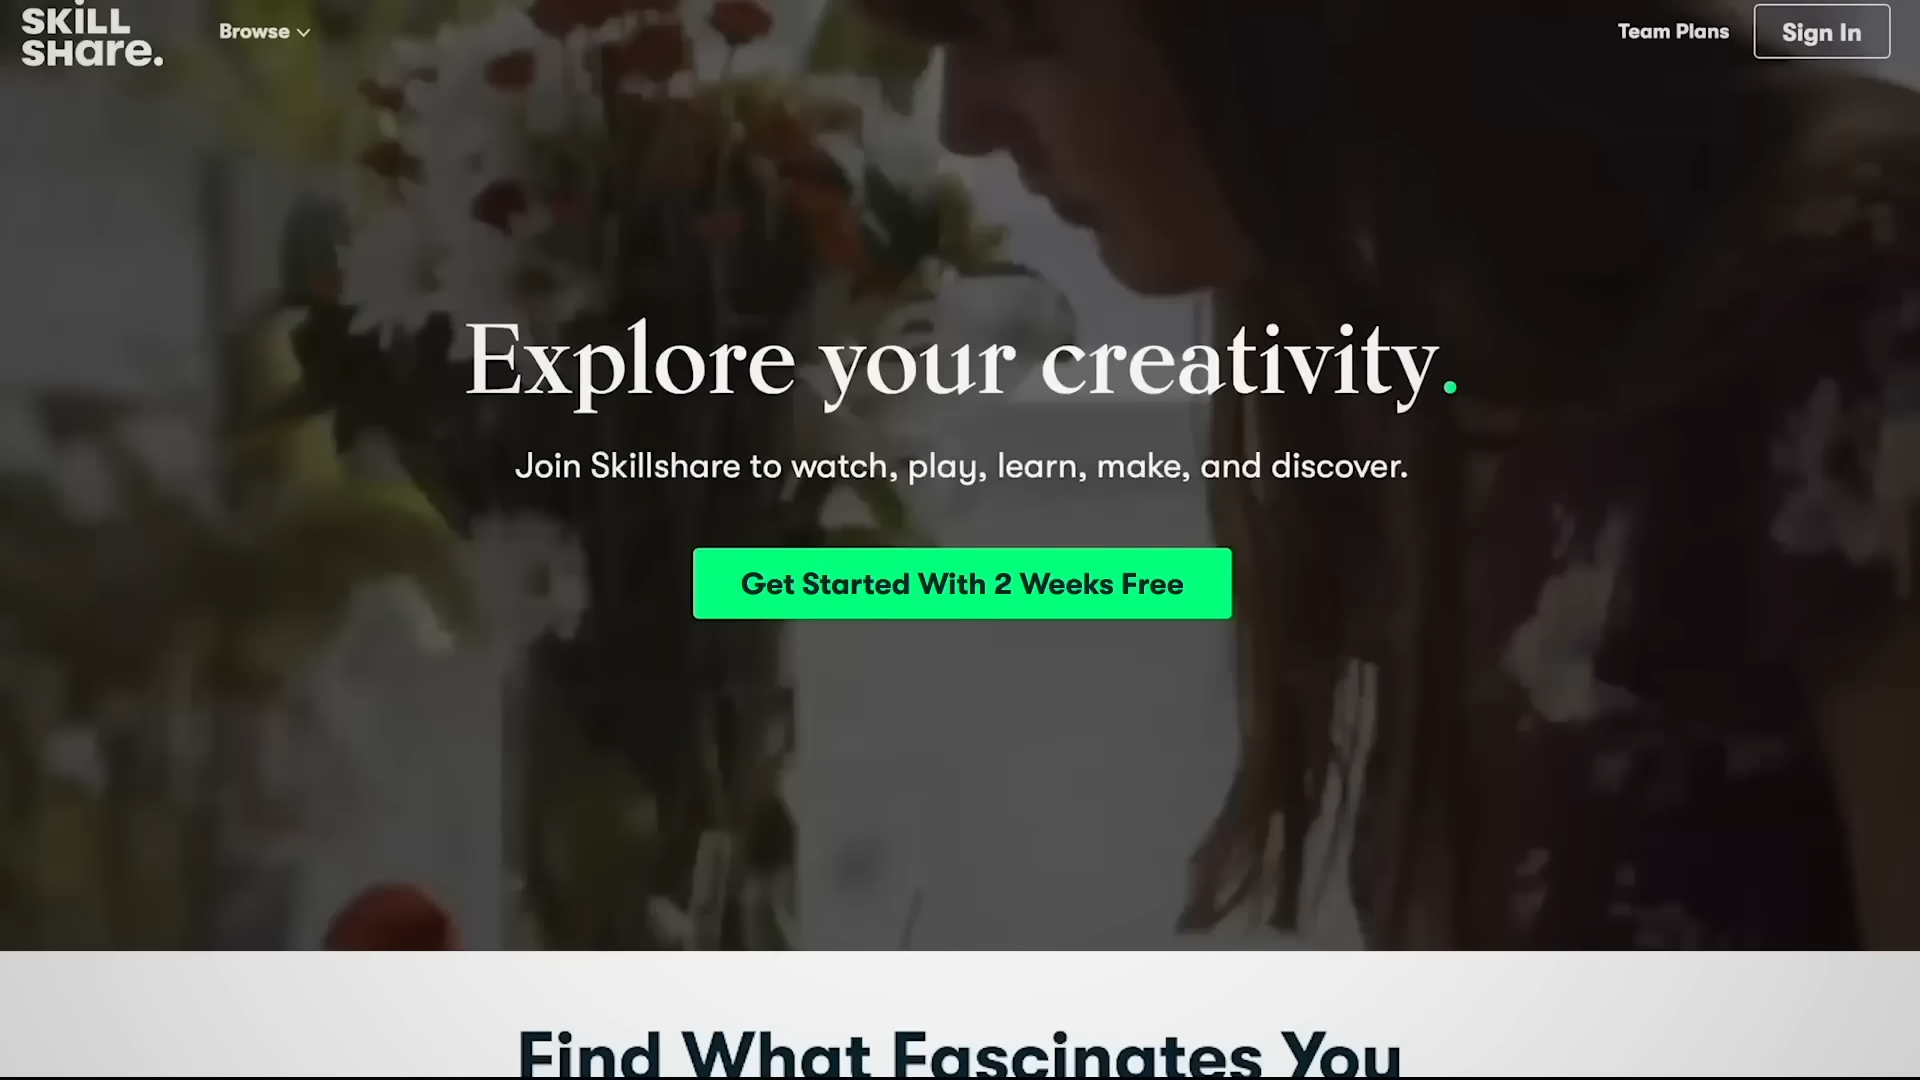 SKiLL
SHare.
Browse
Team Plans
Sign In
Explore your creativity.
Join Skillshare to watch, play, learn, make, and discover.
Get Started With 2 Weeks Free
Find What Fascinates You